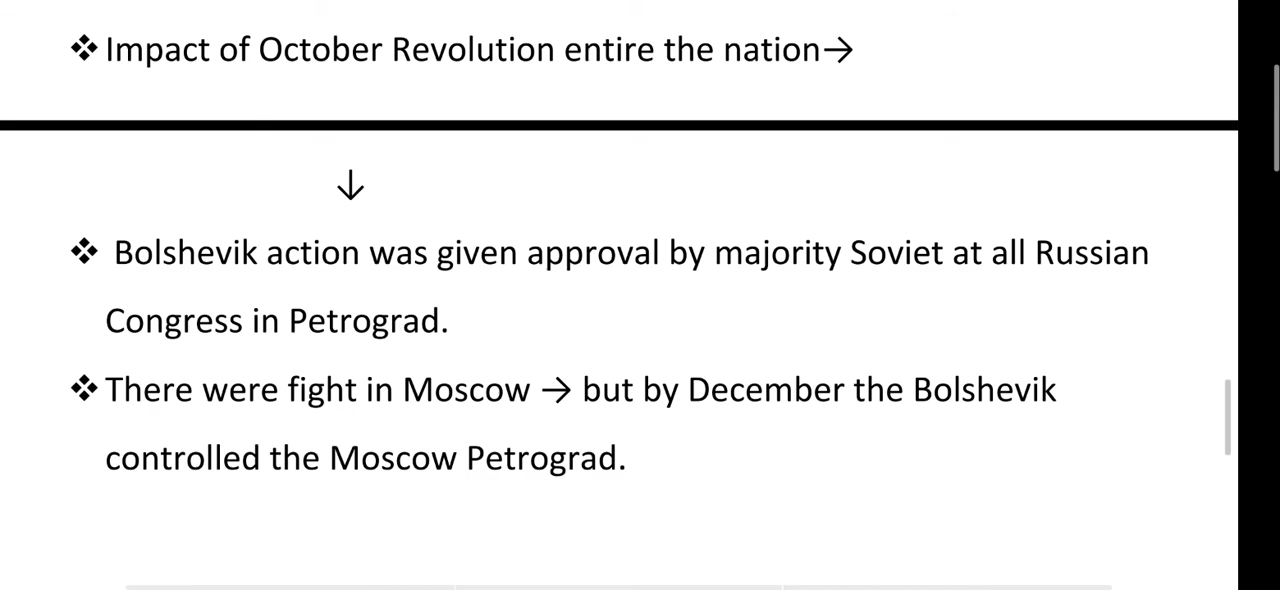 ❖ Impact of October Revolution entire the nation→
↓
❖ Bolshevik action was given approval by majority Soviet at all Russian
Congress in Petrograd.
❖ There were fight in Moscow → but by December the Bolshevik
controlled the Moscow Petrograd.